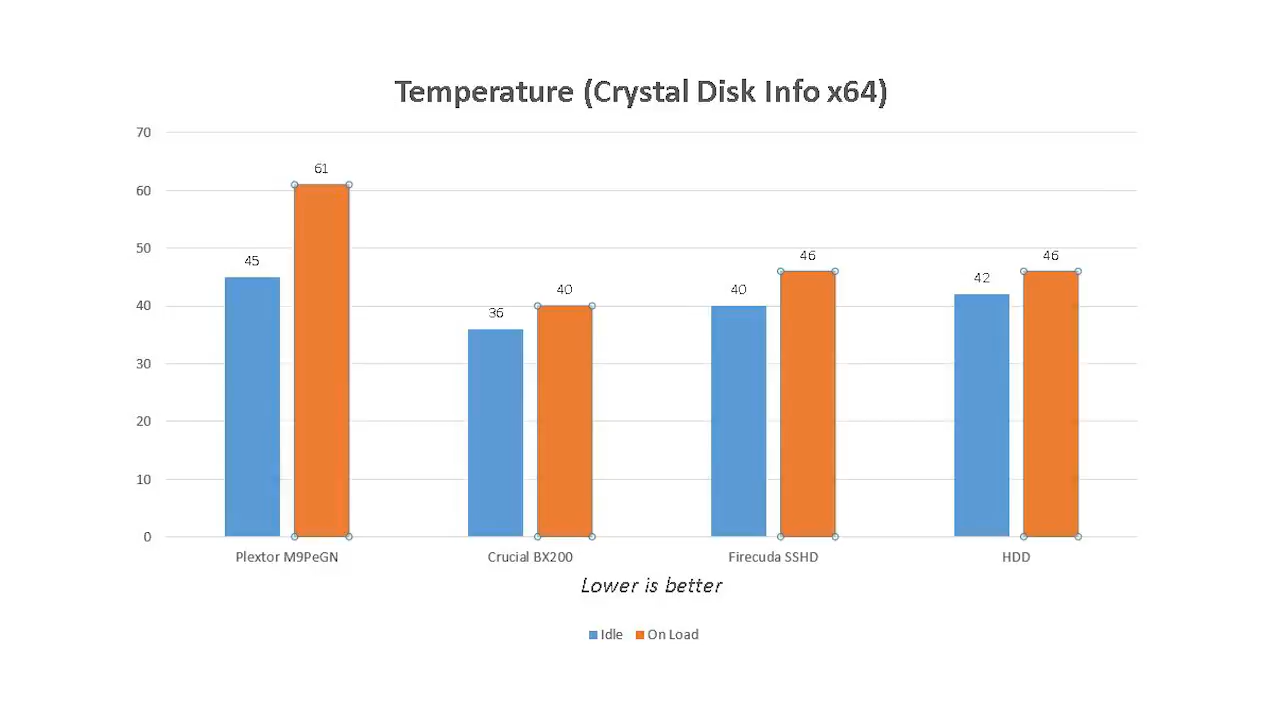 Temperature (Crystal Disk Info x64)
70
60
50
40
30
20
10
0
45
61
36
40
40
46
42
46
Plextor M9PeGN
Crucial BX200
Firecuda SSHD
HDD
Lower is better
Idle
On Load